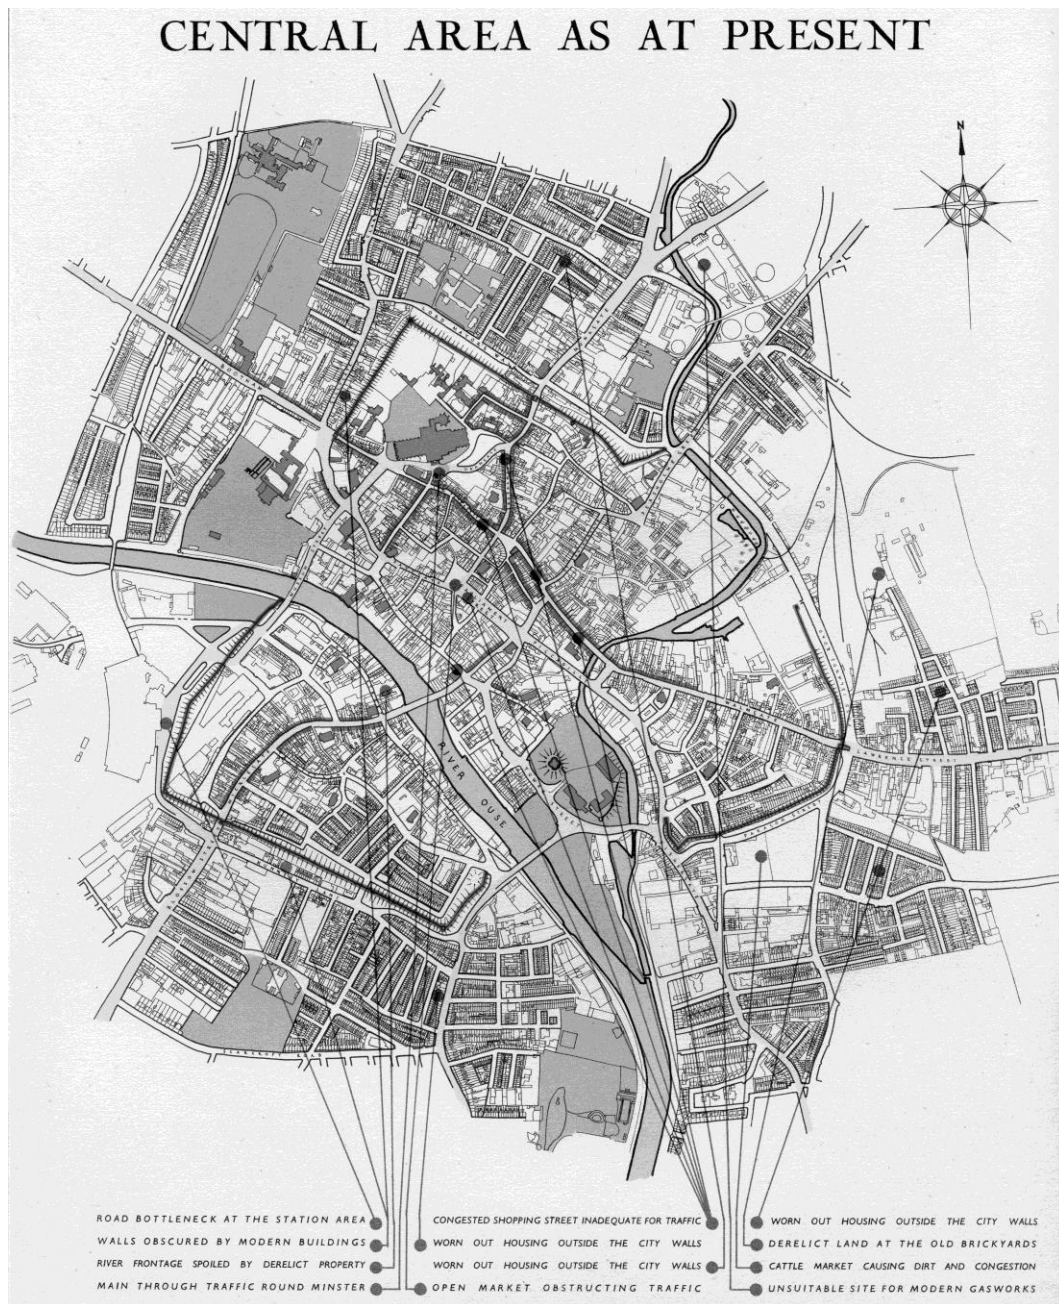 CENTRAL AREA AS AT PRESENT
N
RIVER OUSE
LAWRENCE STREET
ROAD BOTTLENECK AT THE STATION AREA
WALLS OBSCURED BY MODERN BUILDINGS
RIVER FRONTAGE SPOILED BY DERELICT PROPERTY
MAIN THROUGH TRAFFIC ROUND MINSTER
CONGESTED SHOPPING STREET INADEQUATE FOR TRAFFIC
WORN OUT HOUSING OUTSIDE THE CITY WALLS
WORN OUT HOUSING OUTSIDE THE CITY WALLS
OPEN MARKET OBSTRUCTING TRAFFIC
WORN OUT HOUSING OUTSIDE THE CITY WALLS
DERELICT LAND AT THE OLD BRICKYARDS
CATTLE MARKET CAUSING DIRT AND CONGESTION
UNSUITABLE SITE FOR MODERN GASWORKS